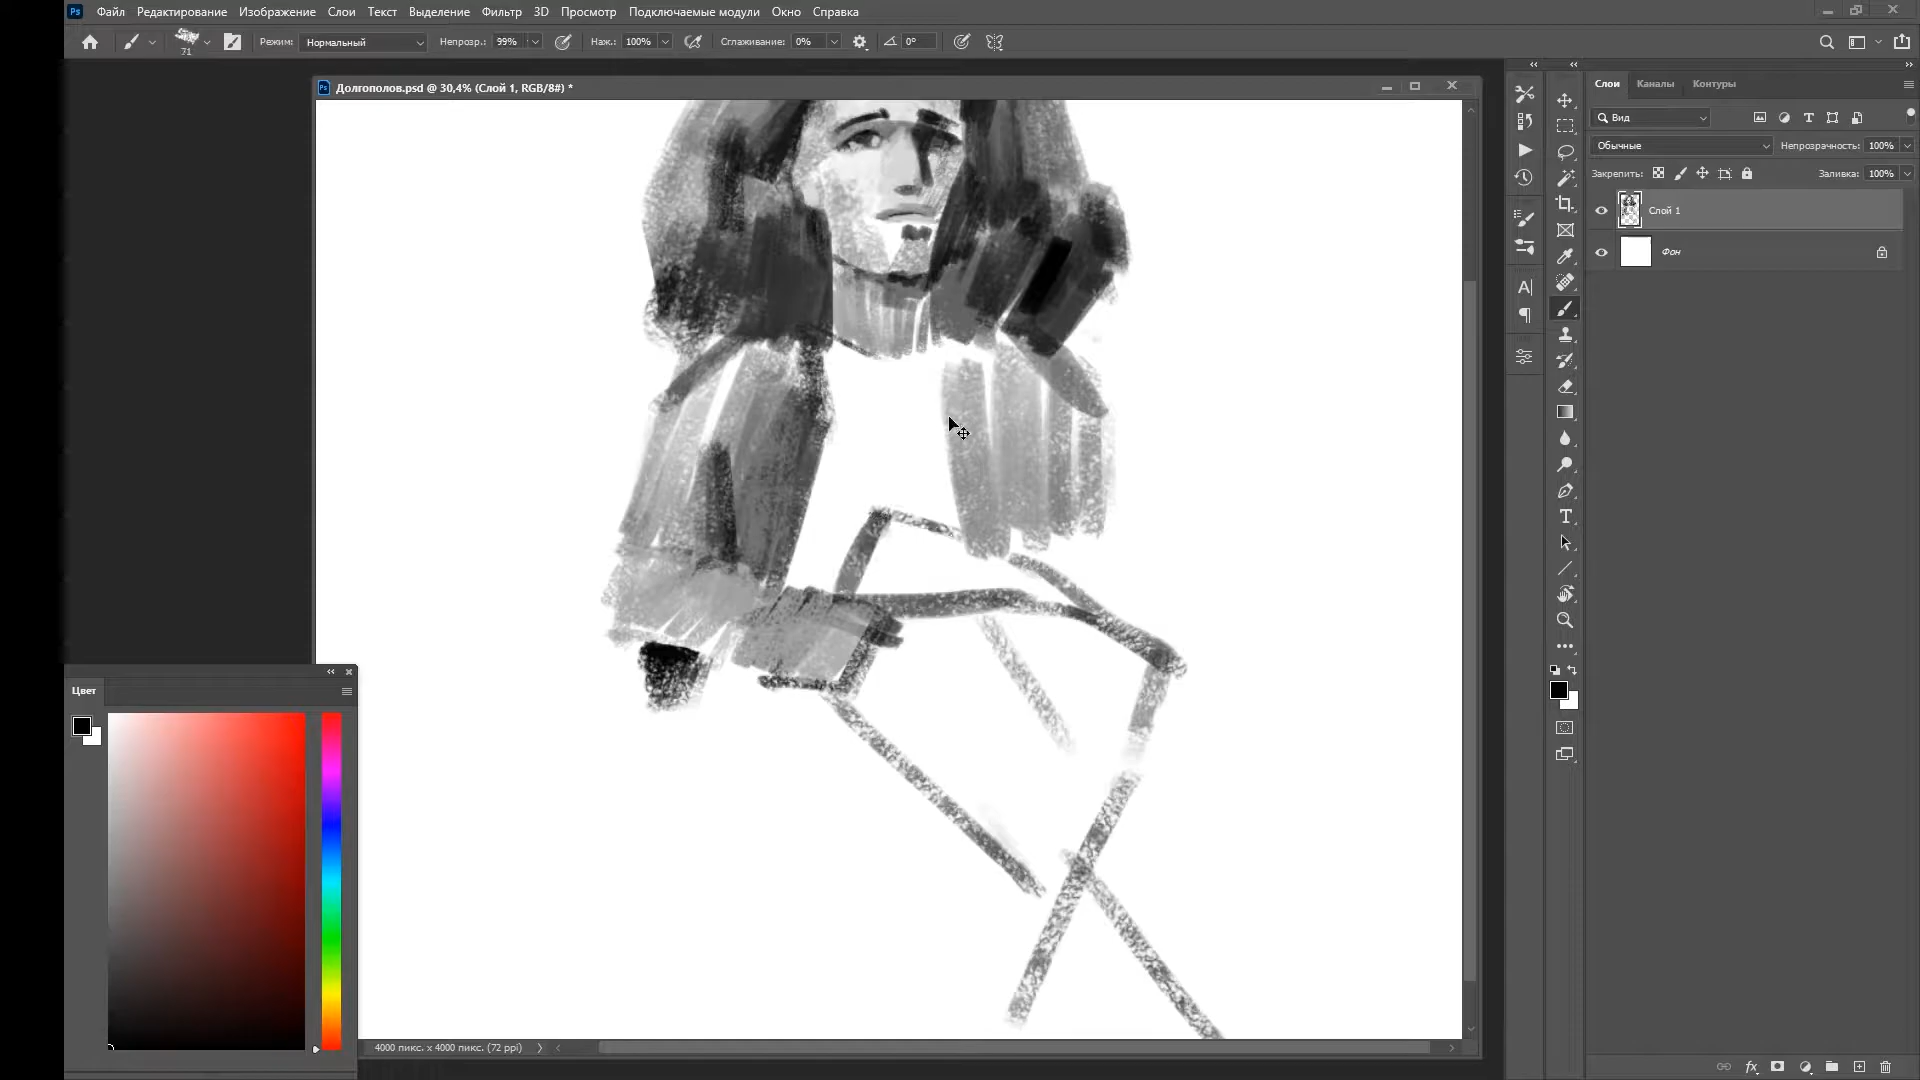 Ps Файл Редактирование Изображение Слои Текст Выделение Фильтр 3D Просмотр Подключаемые модули Окно Справка
71 Режим: Нормальный Непрозр.: 99% Наж.: 100% Сглаживание: 0% 0°
Долгополов.psd @ 30,4% (Слой 1, RGB/8#) *
Слои Каналы Контуры
Вид
Обычные Непрозрачность: 100%
Закрепить: Заливка: 100%
Слой 1
Фон
Цвет
4000 пикс. x 4000 пикс. (72 ppi)
fx